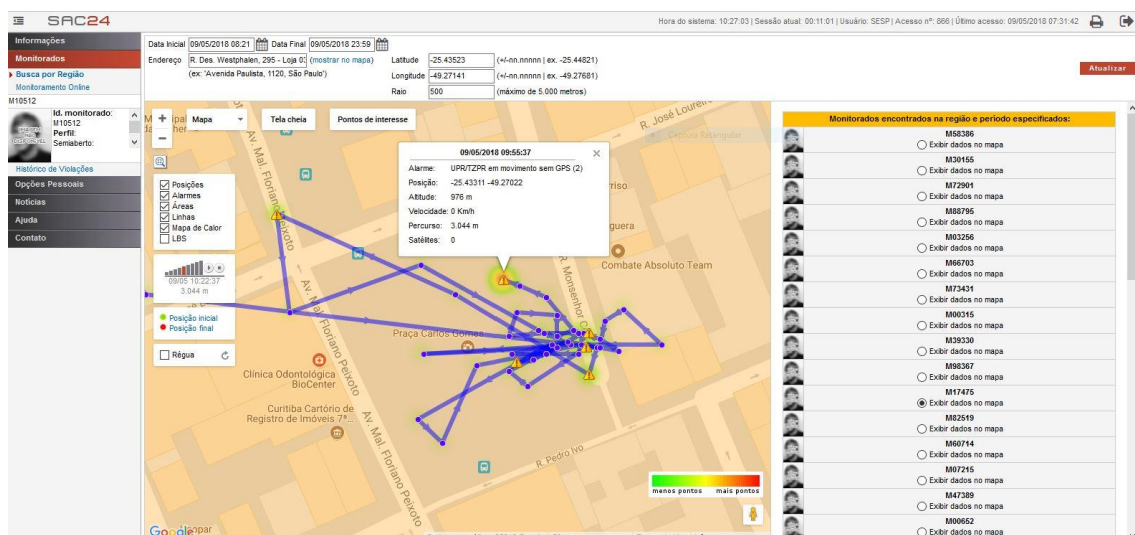 SAC24
Hora do sistema: 10:27:03 | Sessão atual: 00:11:01 | Usuário: SESP | Acesso nº: 866 | Último acesso: 09/05/2018 07:31:42
Informações
Monitorados
Busca por Região
Monitoramento Online
M10512
Id. monitorado:
M10512
Perfil:
Semiaberto:
Histórico de Violações
Opções Pessoais
Notícias
Ajuda
Contato
Data Inicial 09/05/2018 08:21 Data Final 09/05/2018 23:59
Endereço R. Des. Westphalen, 295 - Loja 03 (mostrar no mapa)
(ex: 'Avenida Paulista, 1120, São Paulo')
Latitude -25.43523 (+/-nn.nnnnn | ex. -25.44821)
Longitude -49.27141 (+/-nn.nnnnn | ex. -49.27681)
Raio 500 (máximo de 5.000 metros)
Atualizar
Mapa
Tela cheia
Pontos de interesse
R. José Loureiro
Captura Retangular
Posições
Alarmes
Áreas
Linhas
Mapa de Calor
LBS
09/05 10:22:37
3.044 m
Posição inicial
Posição final
Régua
09/05/2018 09:55:37
Alarme: UPR/TZPR em movimento sem GPS (2)
Posição: -25.43311 -49.27022
Altitude: 976 m
Velocidade: 0 Km/h
Percurso: 3.044 m
Satélites: 0
Av. Mal. Floriano Peixoto
Av. Mal. Floriano Peixoto
Av. Mal. Floriano Peixoto
Combate Absoluto Team
R. Monsenhor
Praça Carlos Gomes
Clínica Odontológica
BioCenter
Curitiba Cartório de
Registro de Imóveis 7ª...
R. Pedro Ivo
menos pontos mais pontos
Google
Monitorados encontrados na região e período especificados:
M58386
Exibir dados no mapa
M30155
Exibir dados no mapa
M72901
Exibir dados no mapa
M88795
Exibir dados no mapa
M03256
Exibir dados no mapa
M66703
Exibir dados no mapa
M73431
Exibir dados no mapa
M00315
Exibir dados no mapa
M39330
Exibir dados no mapa
M98367
Exibir dados no mapa
M17475
Exibir dados no mapa
M82519
Exibir dados no mapa
M60714
Exibir dados no mapa
M07215
Exibir dados no mapa
M47389
Exibir dados no mapa
M00652
Exibir dados no mapa